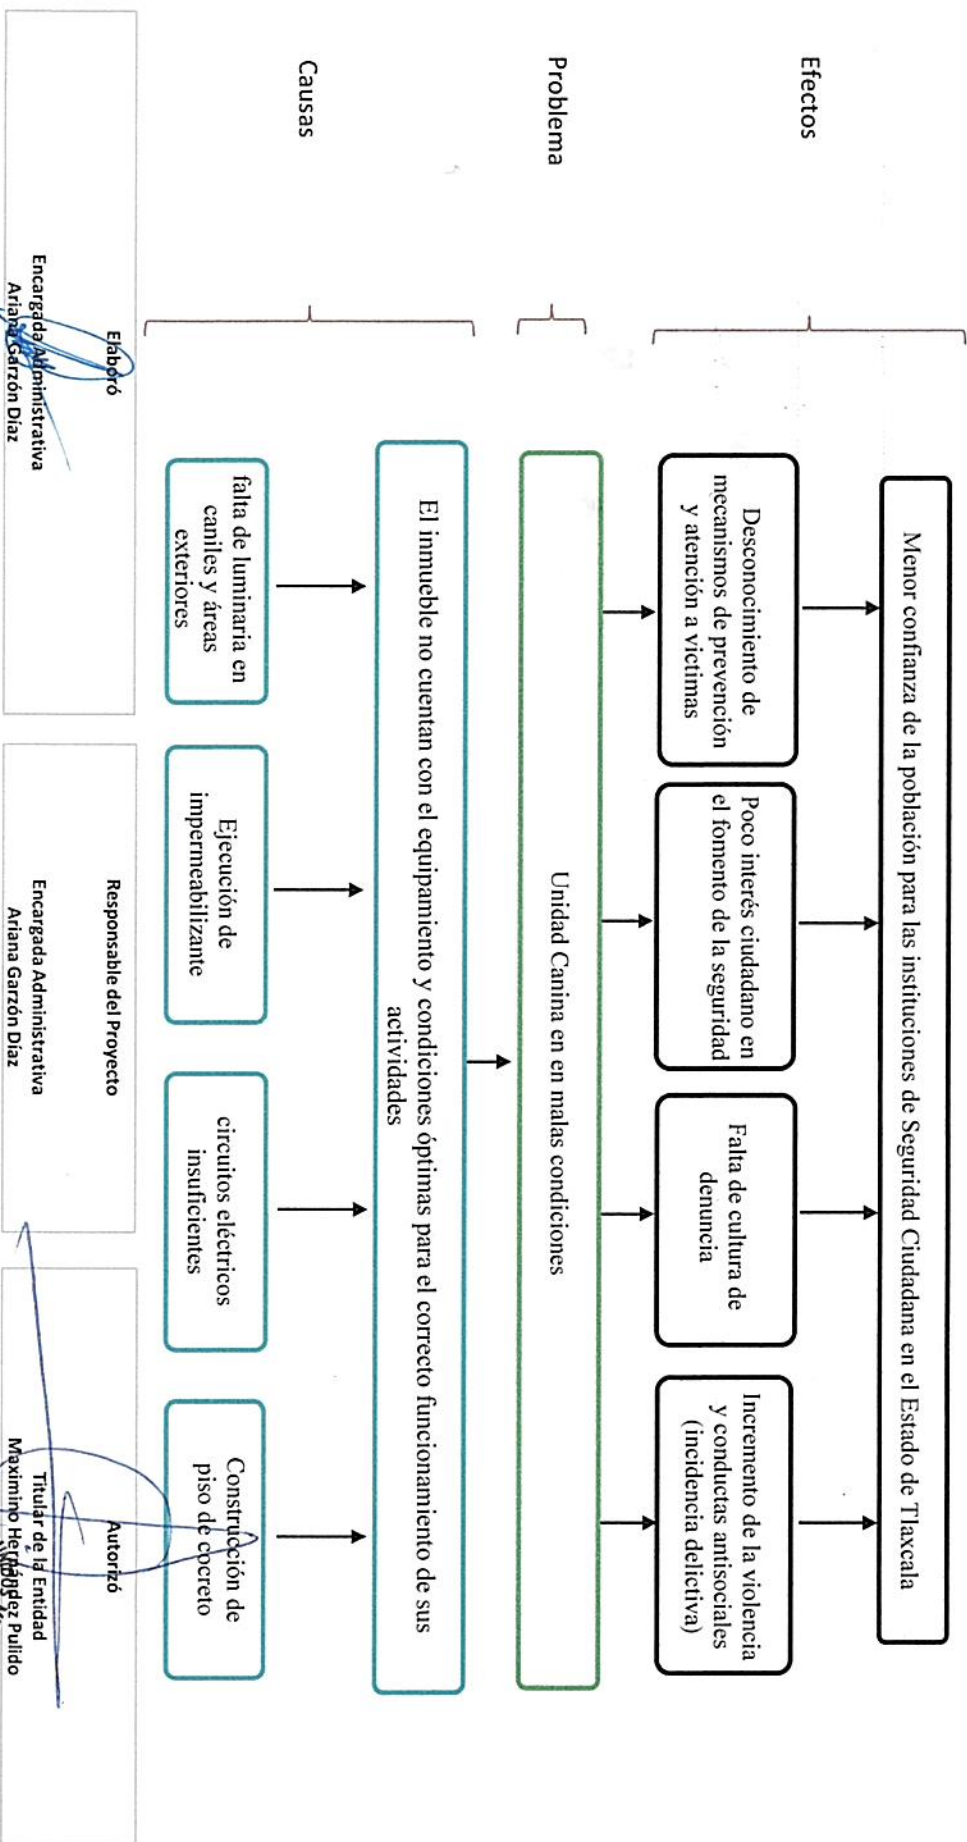 Efectos
Menor confianza de la población para las instituciones de Seguridad Ciudadana en el Estado de Tlaxcala
Desconocimiento de
mecanismos de prevención
y atención a victimas
Poco interés ciudadano en
el fomento de la seguridad
Falta de cultura de
denuncia
Incremento de la violencia
y conductas antisociales
(incidencia delictiva)
Problema
Unidad Canina en en malas condiciones
Causas
El inmueble no cuentan con el equipamiento y condiciones óptimas para el correcto funcionamiento de sus
actividades
falta de luminaria en
caniles y áreas
exteriores
Ejecución de
impermeabilizante
circuitos eléctricos
insuficientes
Construcción de
piso de cocreto
Elaboró
Encargada Administrativa
Ariana Garzón Díaz
Responsable del Proyecto
Encargada Administrativa
Ariana Garzón Díaz
Autorizó
Titular de la Entidad
Maximino Hernández Pulido